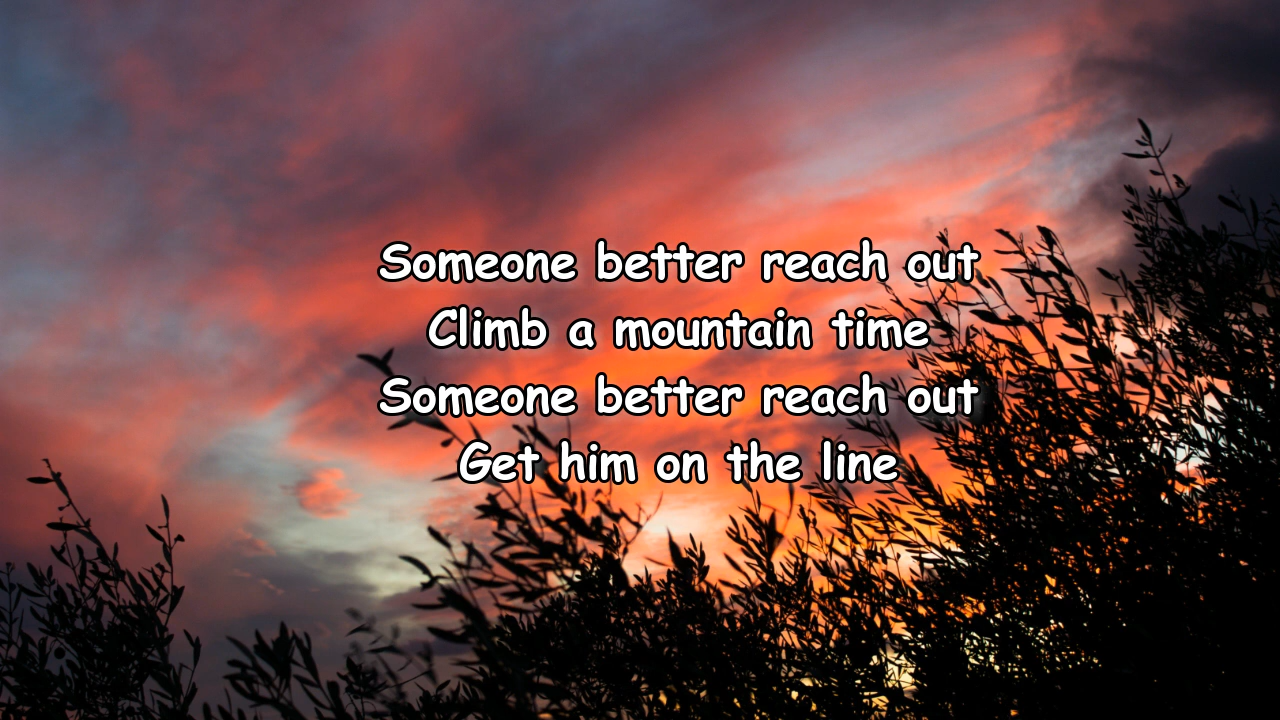 Someone better reach out
Climb a mountain time
Someone better reach out
Get him on the line